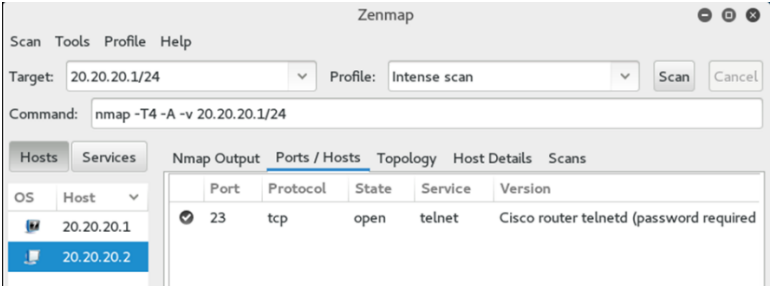 Zenmap
Scan Tools Profile Help
Target: 20.20.20.1/24 Profile: Intense scan Scan Cancel
Command: nmap -T4 -A -v 20.20.20.1/24
Hosts Services Nmap Output Ports / Hosts Topology Host Details Scans
OS Host Port Protocol State Service Version
20.20.20.1 23 tcp open telnet Cisco router telnetd (password required
20.20.20.2